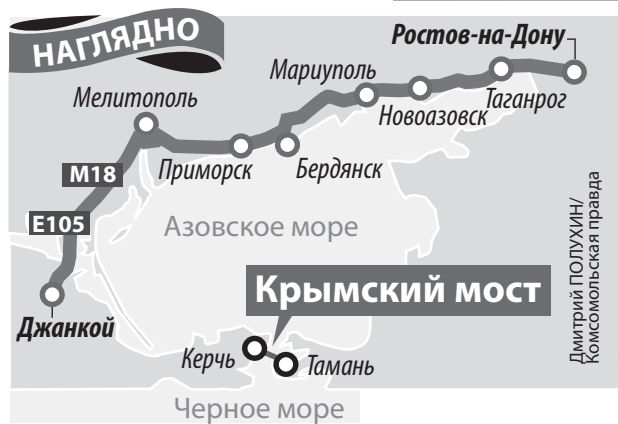 НАГЛЯДНО
Ростов-на-Дону
Мариуполь
Мелитополь
Новоазовск
Таганрог
М18
Приморск
Бердянск
Е105
Азовское море
Крымский мост
Джанкой
Керчь
Тамань
Черное море
Дмитрий ПОЛУХИН/
Комсомольская правда